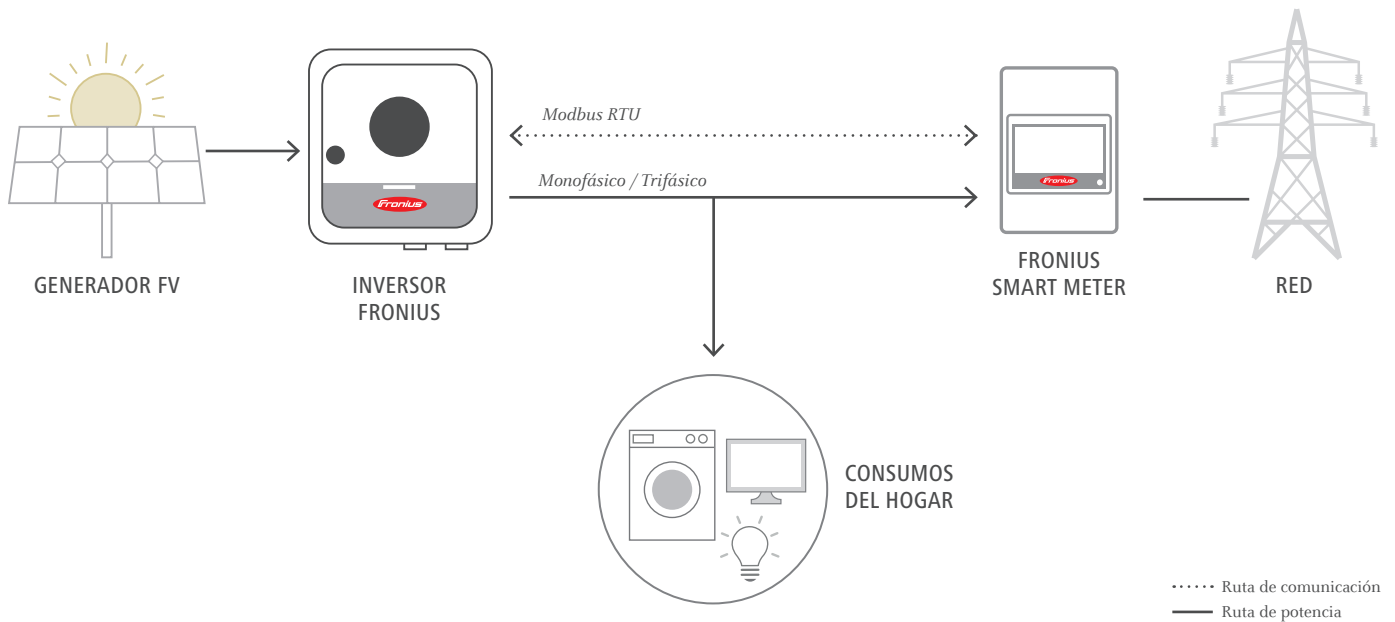 Modbus RTU
Monofásico / Trifásico
Fronius
Fronius
GENERADOR FV
INVERSOR
FRONIUS
FRONIUS
SMART METER
RED
CONSUMOS
DEL HOGAR
Ruta de comunicación
Ruta de potencia